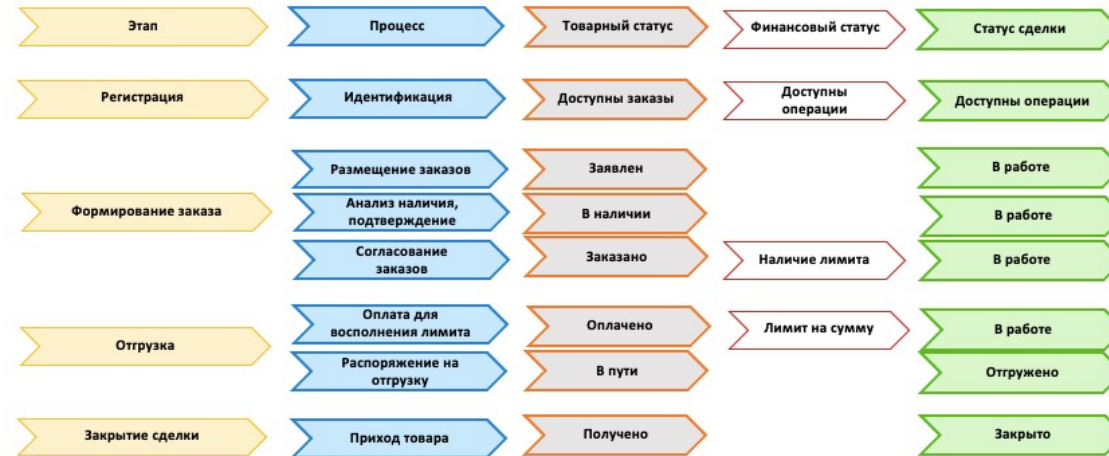 Этап
Процесс
Товарный статус
Финансовый статус
Статус сделки
Регистрация
Идентификация
Доступны заказы
Доступны
операции
Доступны операции
Формирование заказа
Размещение заказов
Заявлен
В работе
Анализ наличия,
подтверждение
В наличии
В работе
Согласование
заказов
Заказано
Наличие лимита
В работе
Отгрузка
Оплата для
восполнения лимита
Оплачено
Лимит на сумму
В работе
Распоряжение на
отгрузку
В пути
Отгружено
Закрытие сделки
Приход товара
Получено
Закрыто